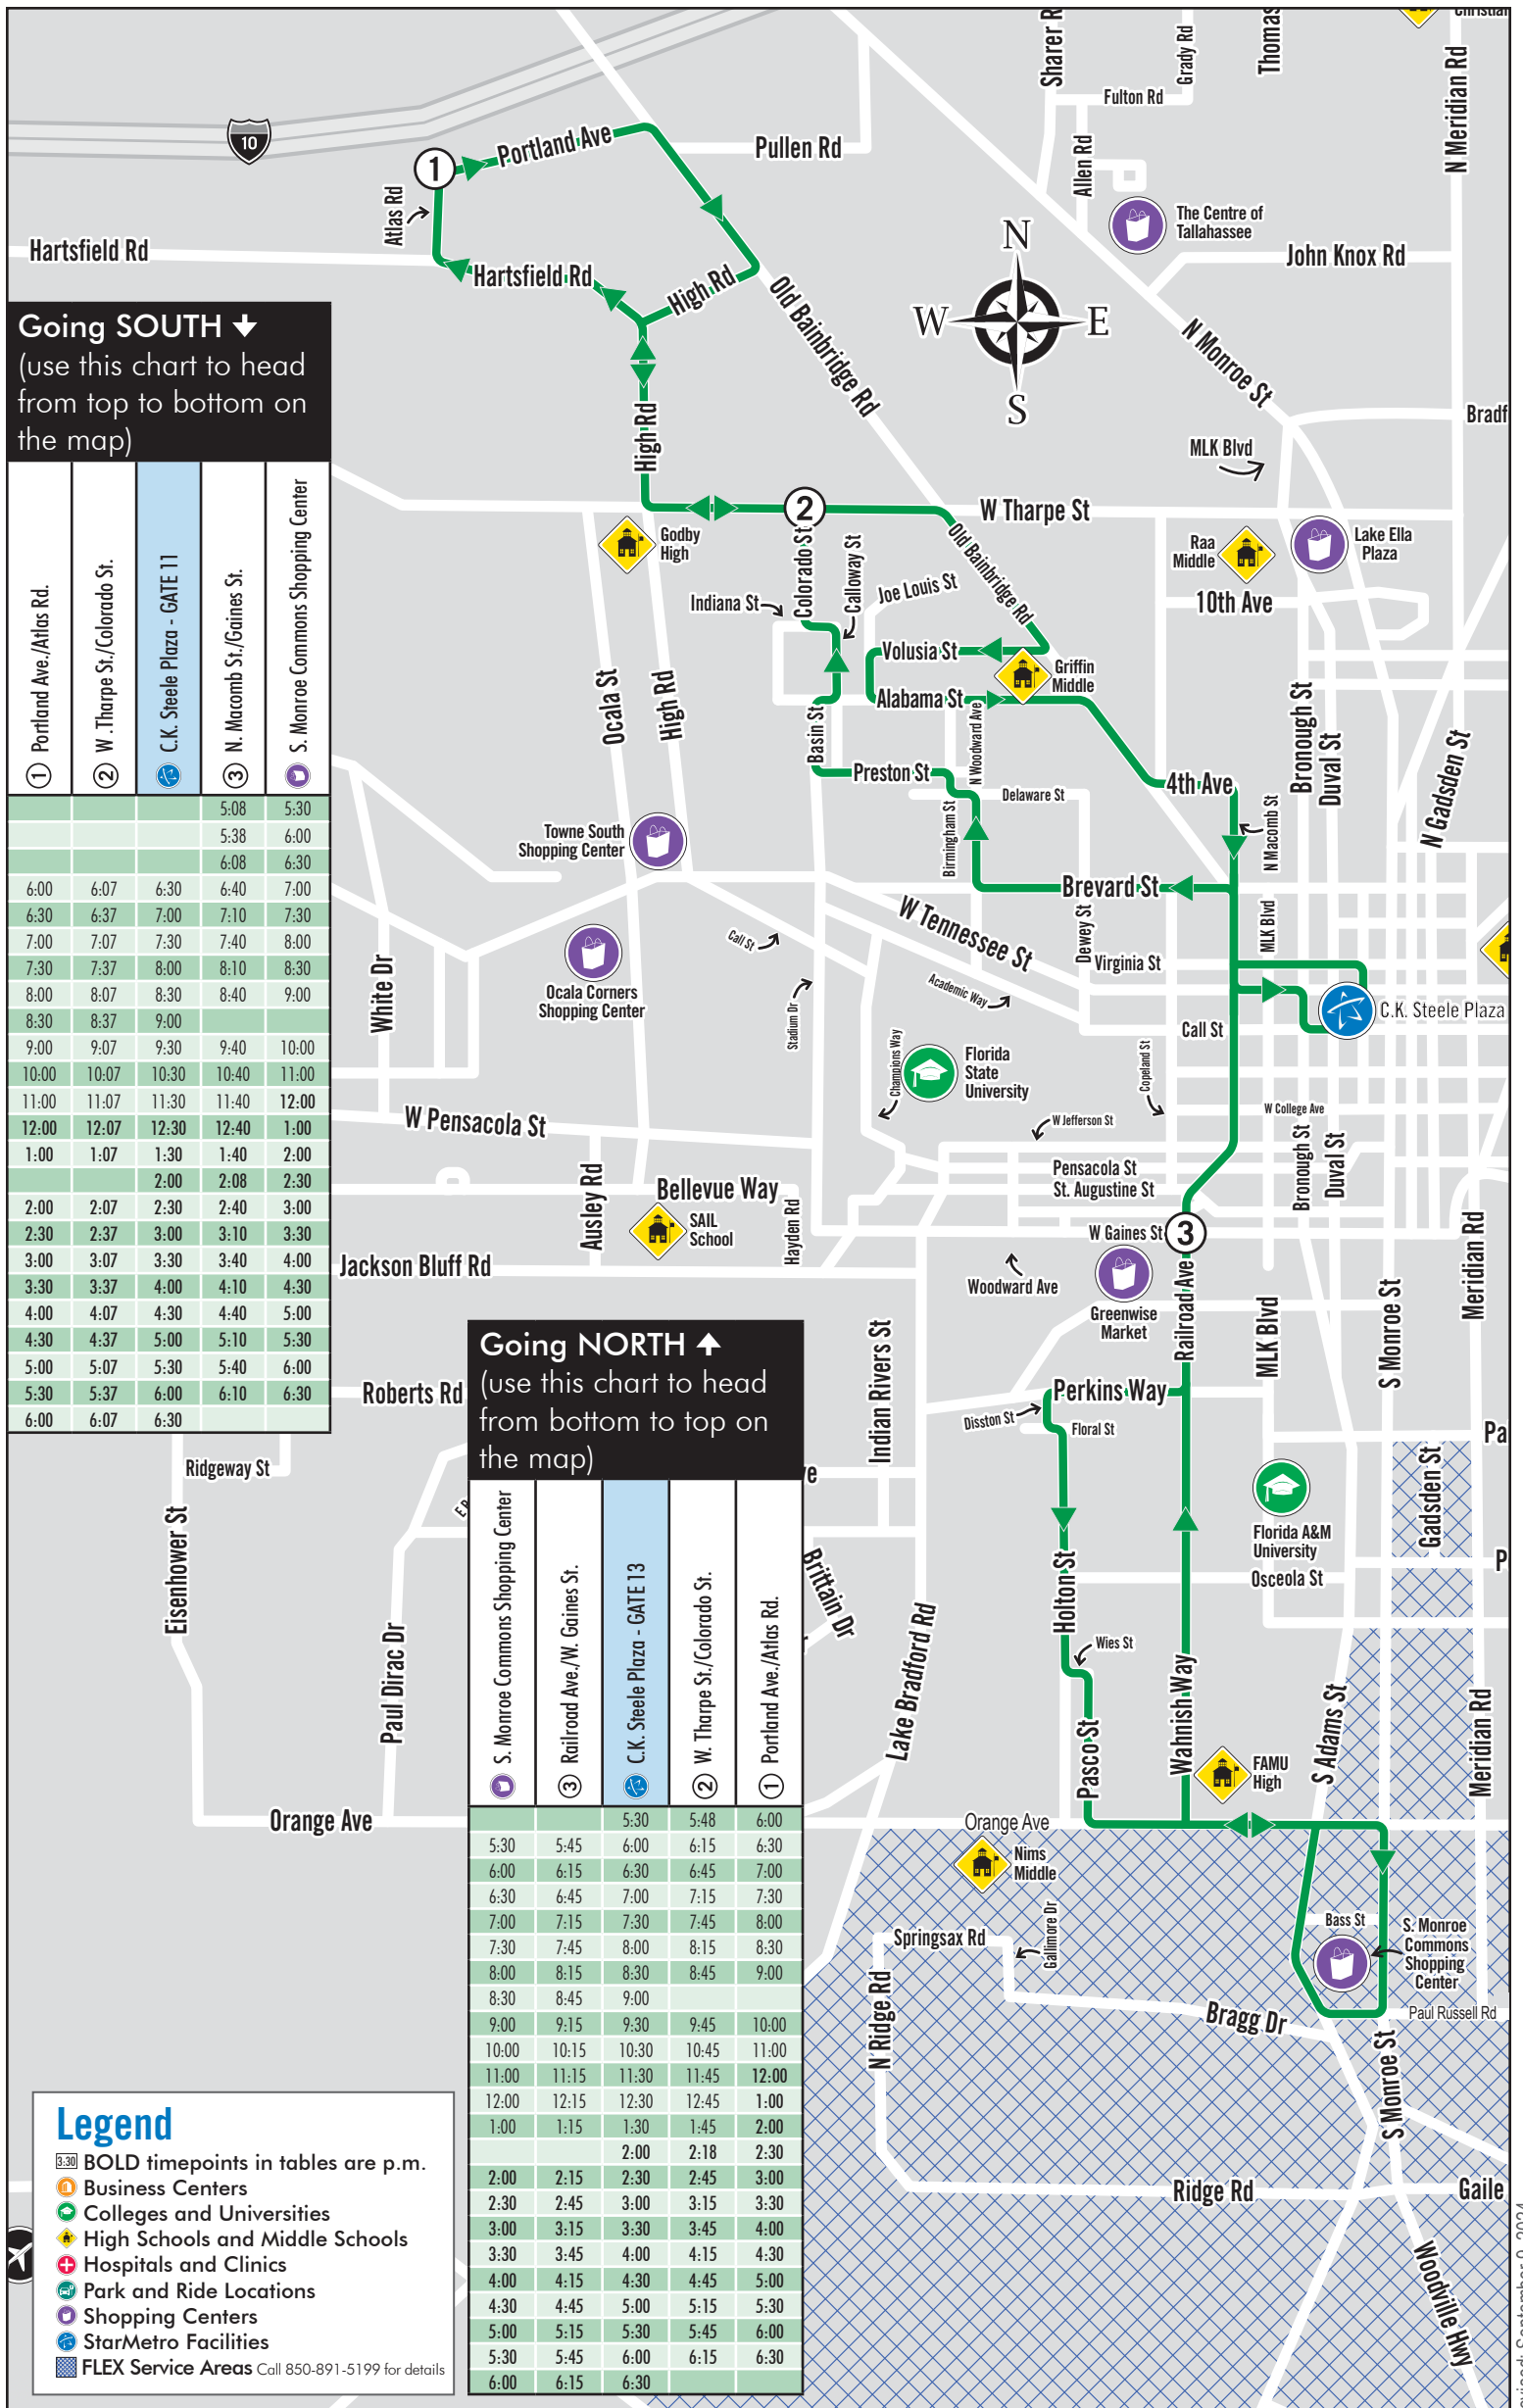 Sharer R
Grady Rd
Thomas
Christian
N Meridian Rd
Fulton Rd
10
Portland Ave
Pullen Rd
Allen Rd
1
Atlas Rd
The Centre of
Tallahassee
Hartsfield Rd
N
John Knox Rd
Hartsfield Rd
High Rd
Old Bainbridge Rd
W
E
S
N Monroe St
High Rd
MLK Blvd
Bradf
Going SOUTH
(use this chart to head
from top to bottom on
the map)
① Portland Ave./Atlas Rd.
② W .Tharpe St./Colorado St.
C.K. Steele Plaza - GATE 11
③ N. Macomb St./Gaines St.
S. Monroe Commons Shopping Center
5:08 5:30
5:38 6:00
6:08 6:30
6:00 6:07 6:30 6:40 7:00
6:30 6:37 7:00 7:10 7:30
7:00 7:07 7:30 7:40 8:00
7:30 7:37 8:00 8:10 8:30
8:00 8:07 8:30 8:40 9:00
8:30 8:37 9:00
9:00 9:07 9:30 9:40 10:00
10:00 10:07 10:30 10:40 11:00
11:00 11:07 11:30 11:40 12:00
12:00 12:07 12:30 12:40 1:00
1:00 1:07 1:30 1:40 2:00
2:00 2:08 2:30
2:00 2:07 2:30 2:40 3:00
2:30 2:37 3:00 3:10 3:30
3:00 3:07 3:30 3:40 4:00
3:30 3:37 4:00 4:10 4:30
4:00 4:07 4:30 4:40 5:00
4:30 4:37 5:00 5:10 5:30
5:00 5:07 5:30 5:40 6:00
5:30 5:37 6:00 6:10 6:30
6:00 6:07 6:30
2
W Tharpe St
Godby
High
Colorado St
Calloway St
Old Bainbridge Rd
Raa
Middle
Lake Ella
Plaza
Indiana St
Joe Louis St
10th Ave
Volusia St
Griffin
Middle
Ocala St
High Rd
Alabama St
Basin St
N Woodward Ave
Bronough St
Duval St
N Gadsden St
Preston St
4th Ave
Delaware St
N Macomb St
Towne South
Shopping Center
Birmingham St
Brevard St
W Tennessee St
Dewey St
MLK Blvd
Call St
Virginia St
White Dr
Ocala Corners
Shopping Center
Academic Way
Stadium Dr
C.K. Steele Plaza
Call St
Champions Way
Florida
State
University
Copeland St
W Pensacola St
W College Ave
W Jefferson St
Bronough St
Duval St
Pensacola St
St. Augustine St
Ausley Rd
Bellevue Way
SAIL
School
Hayden Rd
W Gaines St
3
Meridian Rd
Jackson Bluff Rd
Woodward Ave
Greenwise
Market
Railroad Ave
MLK Blvd
S Monroe St
Indian Rivers St
Roberts Rd
Perkins Way
Disston St
Floral St
Pa
Ridgeway St
ve
Gadsden St
Eisenhower St
Florida A&M
University
P
Osceola St
Brittain Dr
Holton St
Wies St
Lake Bradford Rd
Paul Dirac Dr
Pasco St
Wahnish Way
S Adams St
Meridian Rd
FAMU
High
Orange Ave
Orange Ave
Nims
Middle
Bass St
S. Monroe
Commons
Shopping
Center
Springsax Rd
Gallimore Dr
N Ridge Rd
Bragg Dr
Paul Russell Rd
S Monroe St
Ridge Rd
Gaile
Woodville Hwy
Going NORTH
(use this chart to head
from bottom to top on
the map)
S. Monroe Commons Shopping Center
③ Railroad Ave./W. Gaines St.
C.K. Steele Plaza - GATE 13
② W. Tharpe St./Colorado St.
① Portland Ave./Atlas Rd.
5:30 5:48 6:00
5:30 5:45 6:00 6:15 6:30
6:00 6:15 6:30 6:45 7:00
6:30 6:45 7:00 7:15 7:30
7:00 7:15 7:30 7:45 8:00
7:30 7:45 8:00 8:15 8:30
8:00 8:15 8:30 8:45 9:00
8:30 8:45 9:00
9:00 9:15 9:30 9:45 10:00
10:00 10:15 10:30 10:45 11:00
11:00 11:15 11:30 11:45 12:00
12:00 12:15 12:30 12:45 1:00
1:00 1:15 1:30 1:45 2:00
2:00 2:18 2:30
2:00 2:15 2:30 2:45 3:00
2:30 2:45 3:00 3:15 3:30
3:00 3:15 3:30 3:45 4:00
3:30 3:45 4:00 4:15 4:30
4:00 4:15 4:30 4:45 5:00
4:30 4:45 5:00 5:15 5:30
5:00 5:15 5:30 5:45 6:00
5:30 5:45 6:00 6:15 6:30
6:00 6:15 6:30
Legend
3:30 BOLD timepoints in tables are p.m.
Business Centers
Colleges and Universities
High Schools and Middle Schools
Hospitals and Clinics
Park and Ride Locations
Shopping Centers
StarMetro Facilities
FLEX Service Areas Call 850-891-5199 for details